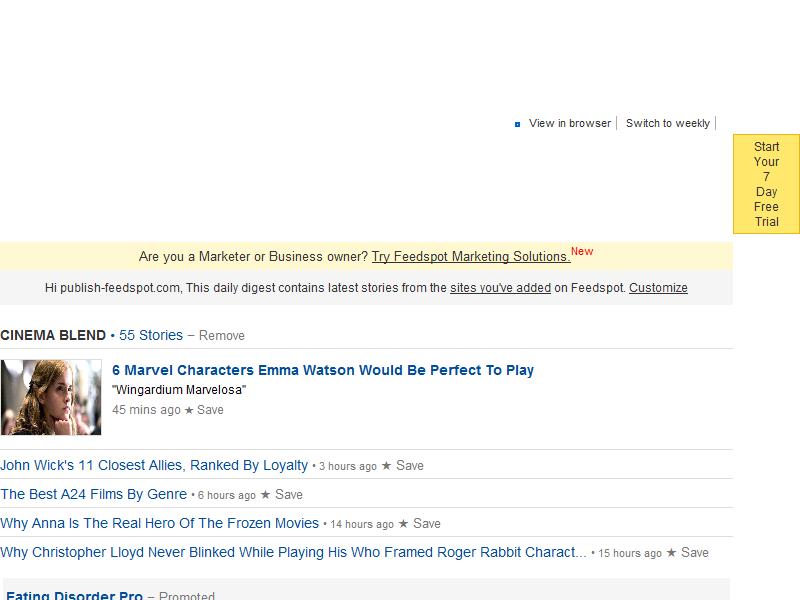 View in browser
Switch to weekly
Start
Your
7
Day
Free
Trial
Are you a Marketer or Business owner? Try Feedspot Marketing Solutions.New
Hi publish-feedspot.com, This daily digest contains latest stories from the sites you've added on Feedspot. Customize
CINEMA BLEND • 55 Stories – Remove
6 Marvel Characters Emma Watson Would Be Perfect To Play
"Wingardium Marvelosa"
45 mins ago ★ Save
John Wick's 11 Closest Allies, Ranked By Loyalty • 3 hours ago ★ Save
The Best A24 Films By Genre • 6 hours ago ★ Save
Why Anna Is The Real Hero Of The Frozen Movies • 14 hours ago ★ Save
Why Christopher Lloyd Never Blinked While Playing His Who Framed Roger Rabbit Charact... • 15 hours ago ★ Save
Eating Disorder Pro – Promoted